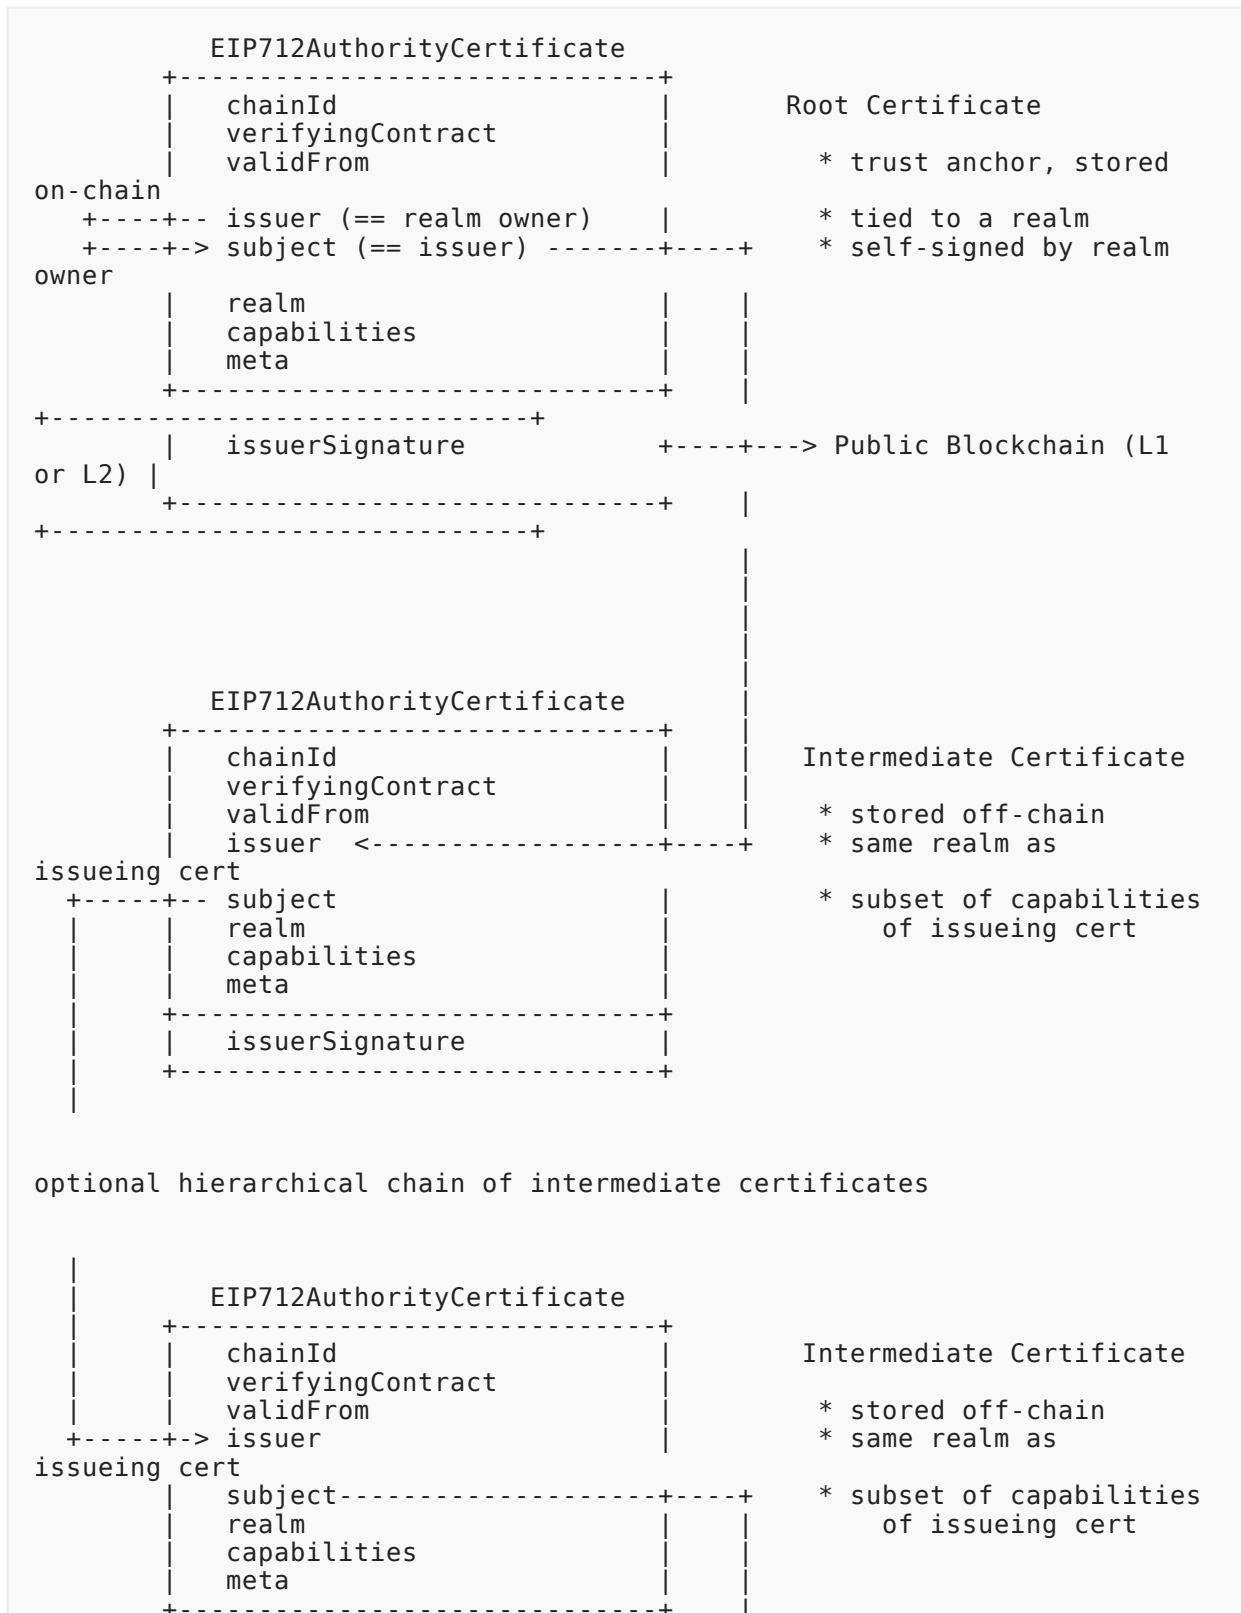 EIP712AuthorityCertificate
        +------------------------------+
        |   chainId                    |       Root Certificate
        |   verifyingContract          |
        |   validFrom                  |         * trust anchor, stored
on-chain
   +----+-- issuer (== realm owner)    |         * tied to a realm
   +----+-> subject (== issuer) -------+----+    * self-signed by realm
owner
        |   realm                      |    |
        |   capabilities               |    |
        |   meta                       |    |
        +------------------------------+    |
+------------------------------+
        |   issuerSignature            +----+---> Public Blockchain (L1
or L2) |
        +------------------------------+    |
+------------------------------+
                                            |
                                            |
                                            |
                                            |
                                            |
           EIP712AuthorityCertificate       |
        +------------------------------+    |
        |   chainId                    |    |   Intermediate Certificate
        |   verifyingContract          |    |
        |   validFrom                  |    |    * stored off-chain
        |   issuer  <------------------+----+    * same realm as
issueing cert
  +-----+-- subject                    |         * subset of capabilities
  |     |   realm                      |             of issueing cert
  |     |   capabilities               |
  |     |   meta                       |
  |     +------------------------------+
  |     |   issuerSignature            |
  |     +------------------------------+
  |
optional hierarchical chain of intermediate certificates
  |
  |        EIP712AuthorityCertificate
  |     +------------------------------+
  |     |   chainId                    |        Intermediate Certificate
  |     |   verifyingContract          |
  |     |   validFrom                  |         * stored off-chain
  +-----+-> issuer                     |         * same realm as
issueing cert
        |   subject--------------------+----+    * subset of capabilities
        |   realm                      |    |        of issueing cert
        |   capabilities               |    |
        |   meta                       |    |
        +------------------------------+    |